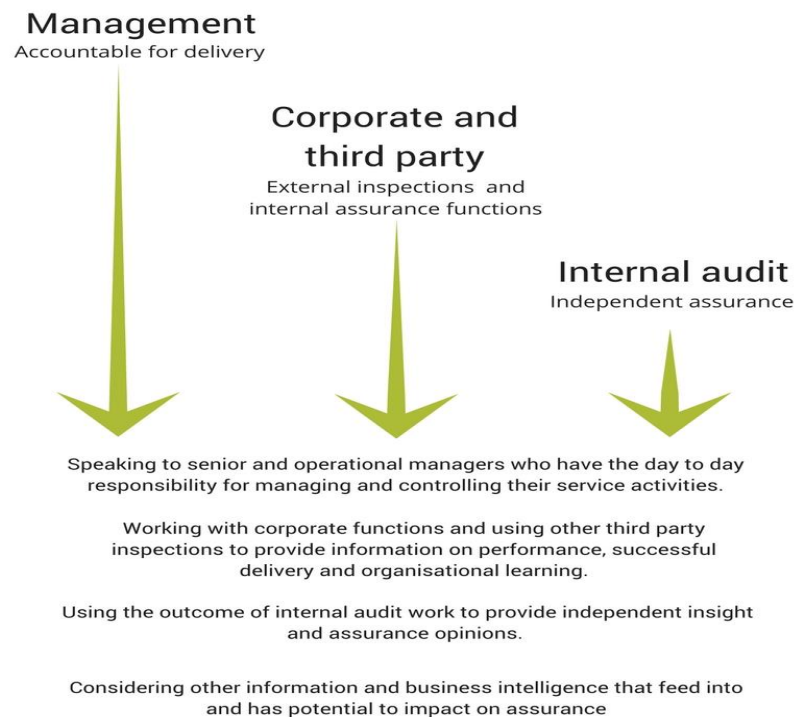 Management
Accountable for delivery
Corporate and
third party
External inspections and
internal assurance functions
Internal audit
Independent assurance
Speaking to senior and operational managers who have the day to day
responsibility for managing and controlling their service activities.
Working with corporate functions and using other third party
inspections to provide information on performance, successful
delivery and organisational learning.
Using the outcome of internal audit work to provide independent insight
and assurance opinions.
Considering other information and business intelligence that feed into
and has potential to impact on assurance